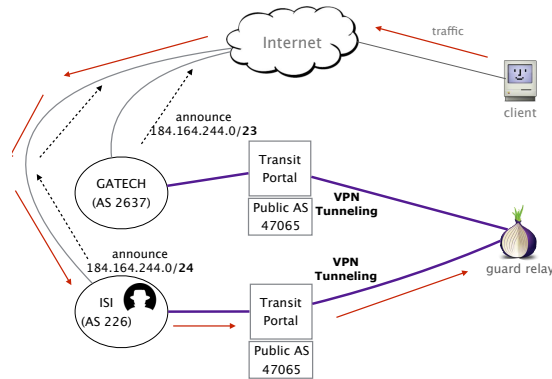 Internet
traffic
client
announce
184.164.244.0/23
GATECH
(AS 2637)
Transit
Portal
Public AS
47065
VPN
Tunneling
guard relay
announce
184.164.244.0/24
VPN
Tunneling
ISI
(AS 226)
Transit
Portal
Public AS
47065